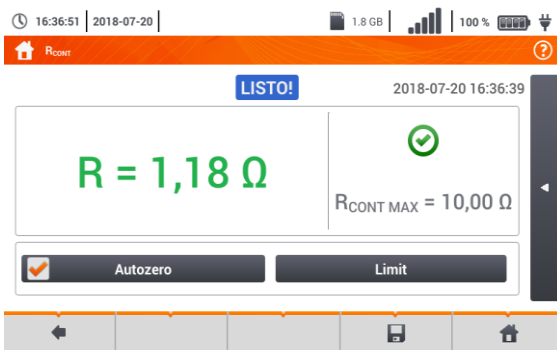 16:36:51 2018-07-20 1.8 GB 100 %
RCONT ?
LISTO! 2018-07-20 16:36:39
R = 1,18 Ω
RCONT MAX = 10,00 Ω
Autozero Limit